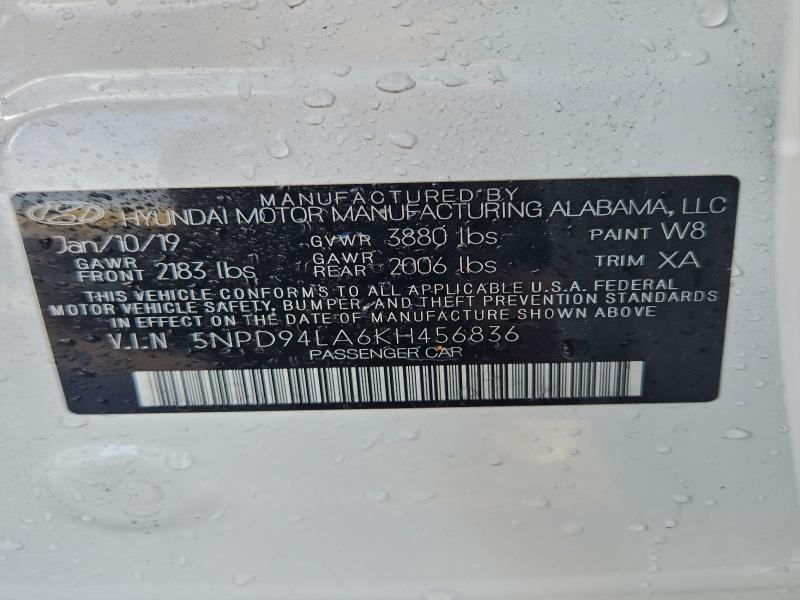 MANUFACTURED BY
HYUNDAI MOTOR MANUFACTURING ALABAMA, LLC
Jan/10/19 GVWR 3880 lbs PAINT W8
GAWR FRONT 2183 lbs GAWR REAR 2006 lbs TRIM XA
THIS VEHICLE CONFORMS TO ALL APPLICABLE U.S.A. FEDERAL
MOTOR VEHICLE SAFETY, BUMPER, AND THEFT PREVENTION STANDARDS
IN EFFECT ON THE DATE OF MANUFACTURE SHOWN ABOVE
V.I.N 5NPD94LA6KH456836
PASSENGER CAR